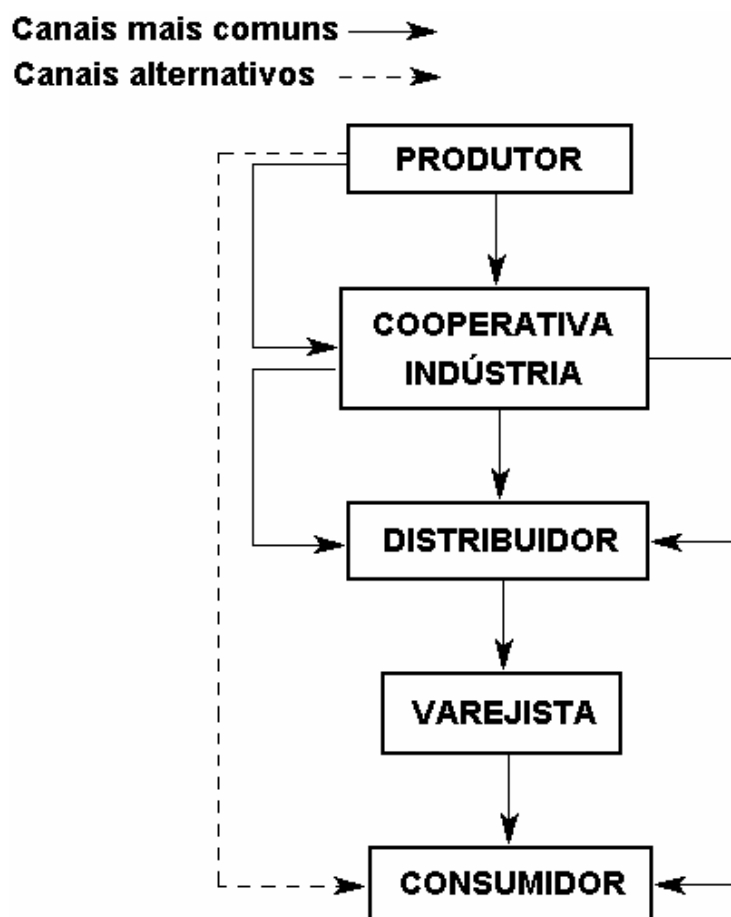 Canais mais comuns
Canais alternativos
PRODUTOR
COOPERATIVA
INDÚSTRIA
DISTRIBUIDOR
VAREJISTA
CONSUMIDOR